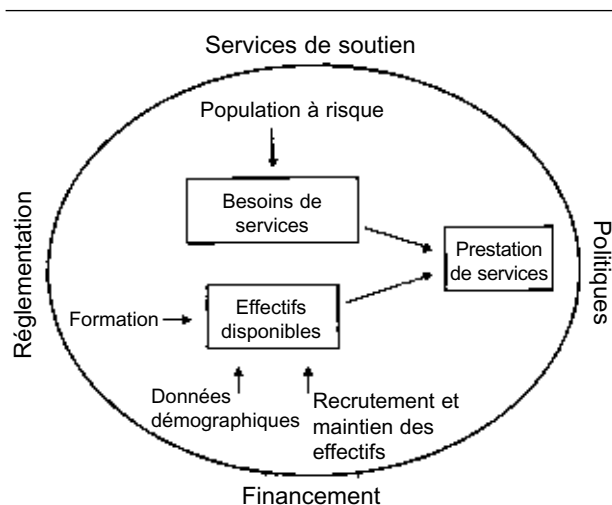 Services de soutien
Population à risque
Besoins de
services
Prestation
de services
Réglementation
Politiques
Formation
Effectifs
disponibles
Données
démographiques
Recrutement et
maintien des
effectifs
Financement